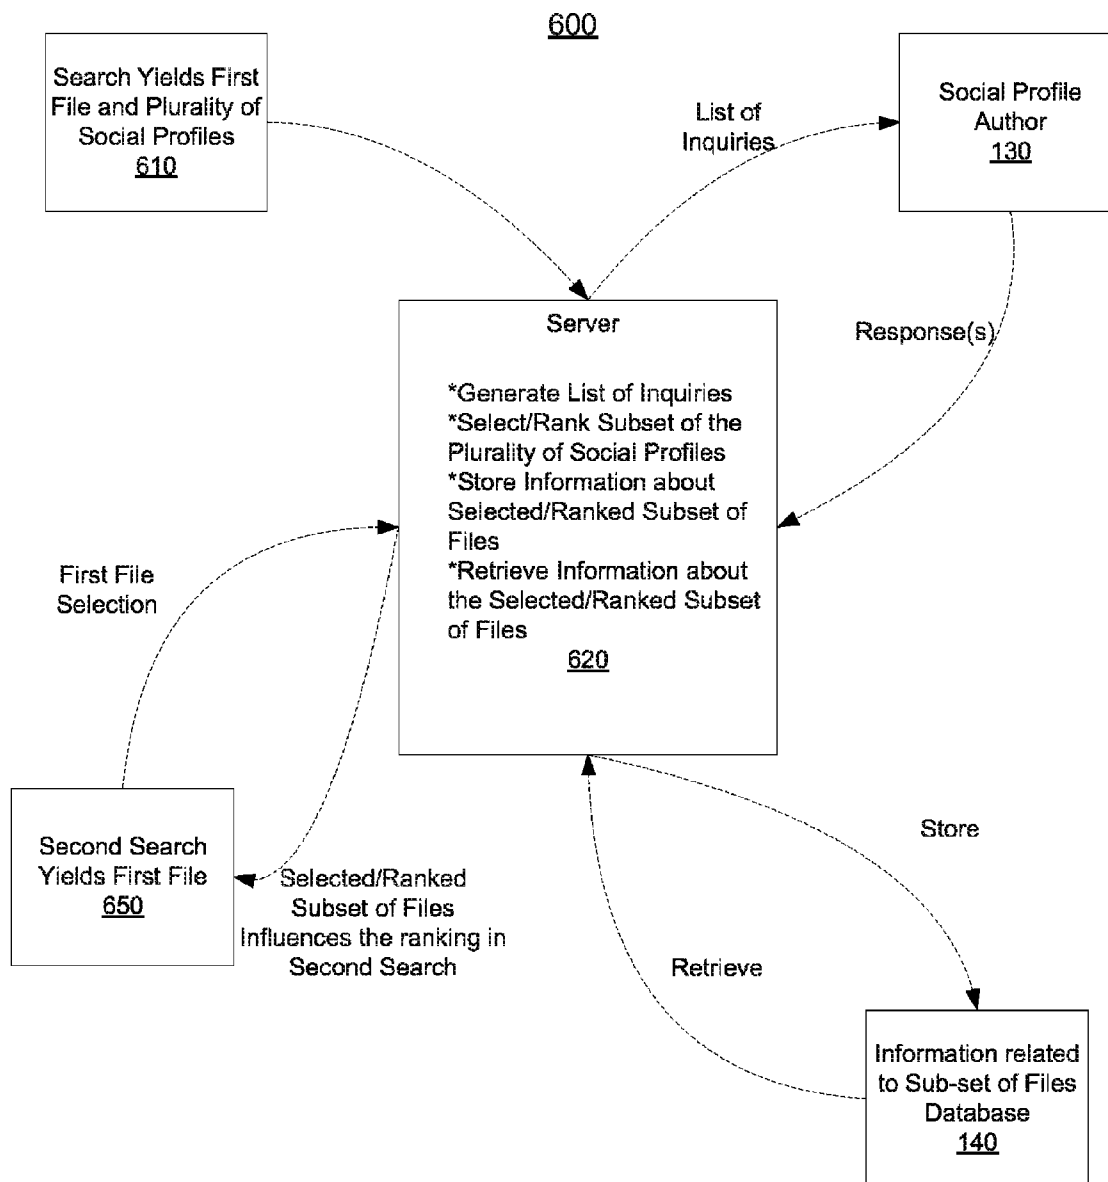 600
Search Yields First
File and Plurality of
Social Profiles
610
List of
Inquiries
Social Profile
Author
130
Response(s)
Server
*Generate List of Inquiries
*Select/Rank Subset of the
Plurality of Social Profiles
*Store Information about
Selected/Ranked Subset of
Files
*Retrieve Information about
the Selected/Ranked Subset
of Files
620
First File
Selection
Second Search
Yields First File
650
Selected/Ranked
Subset of Files
Influences the ranking in
Second Search
Store
Retrieve
Information related
to Sub-set of Files
Database
140